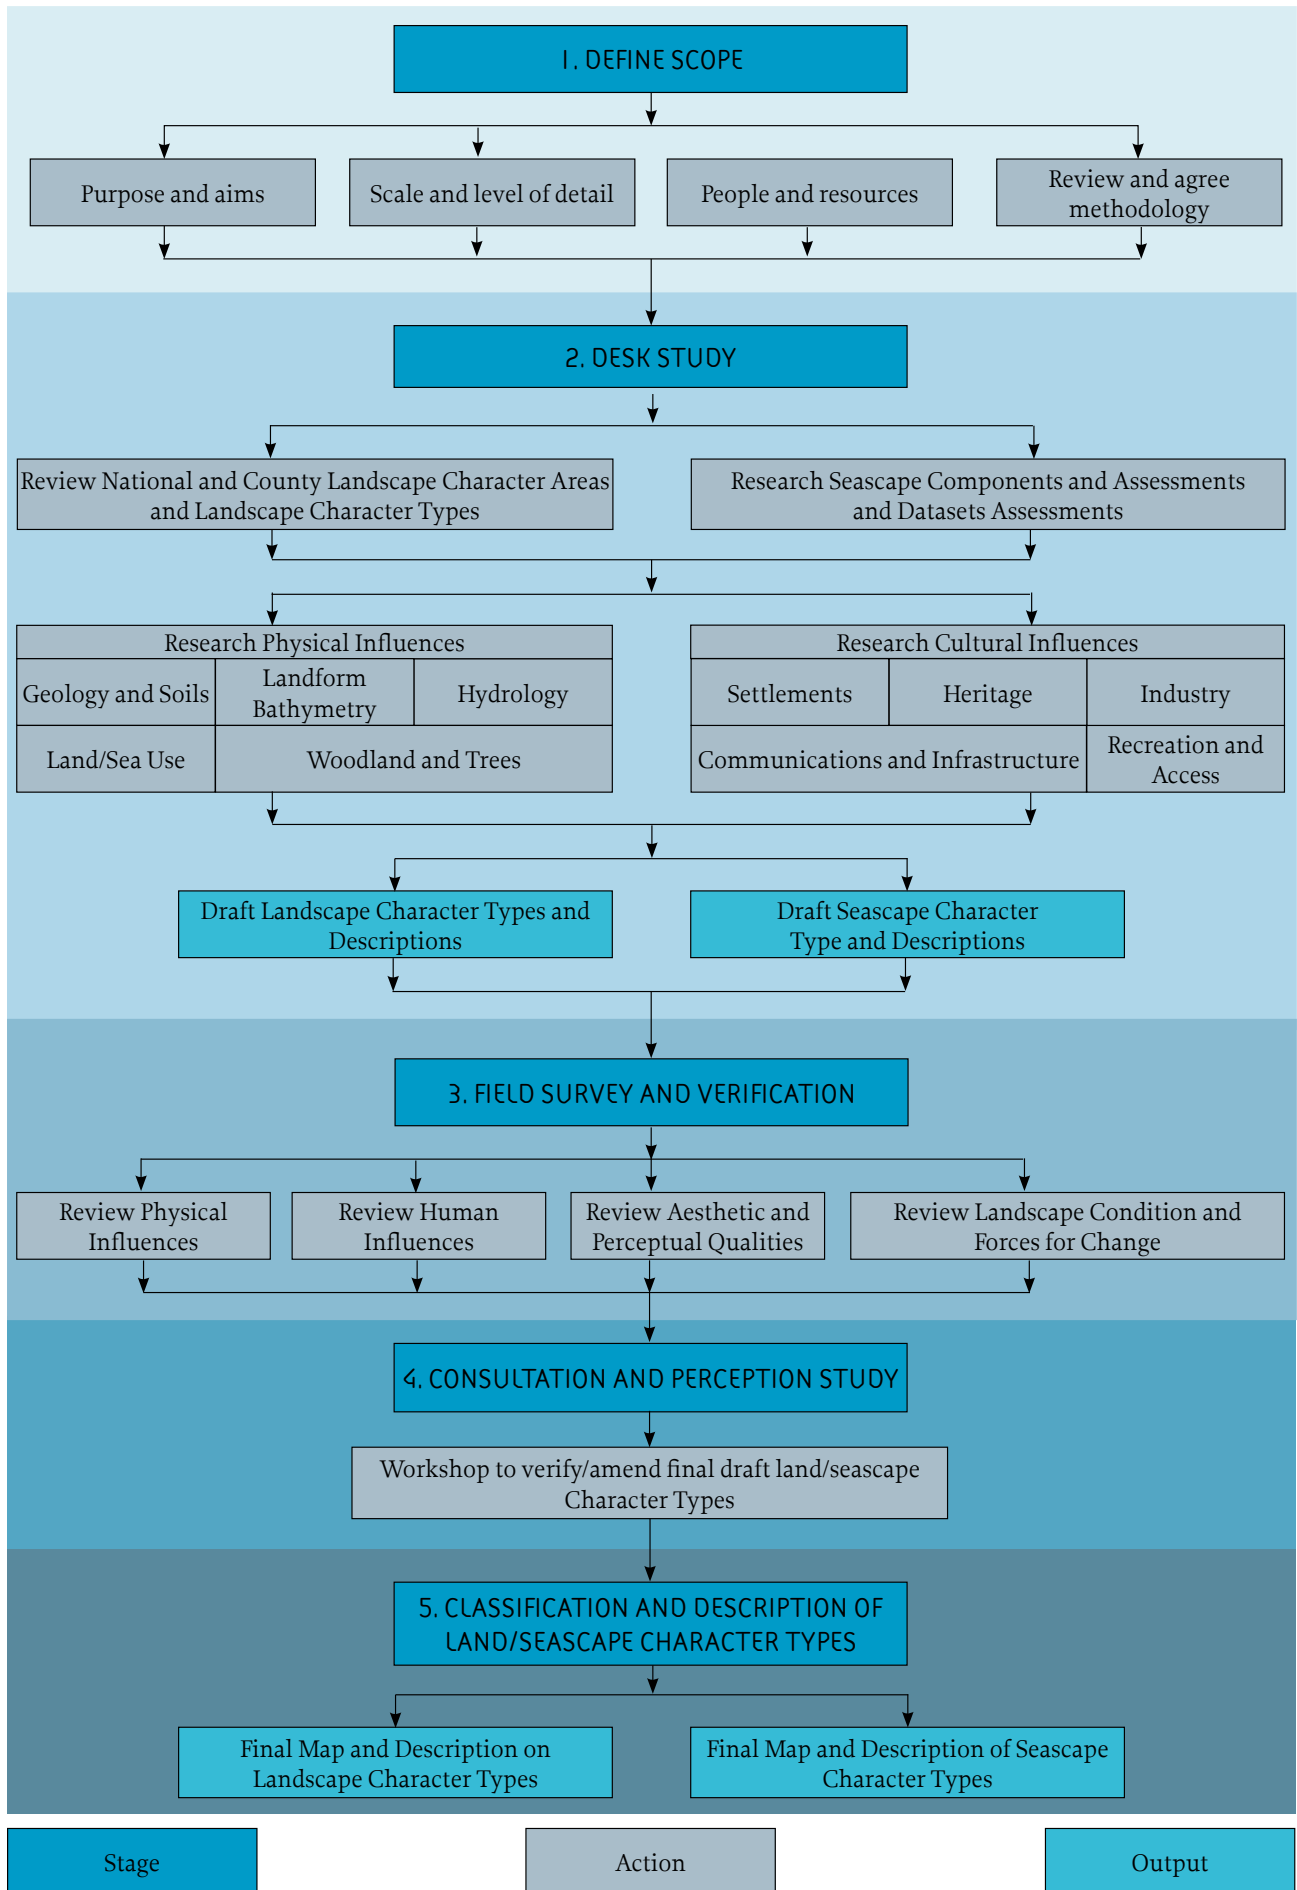 1. DEFINE SCOPE
Purpose and aims
Scale and level of detail
People and resources
Review and agree
methodology
2. DESK STUDY
Review National and County Landscape Character Areas
and Landscape Character Types
Research Seascape Components and Assessments
and Datasets Assessments
Research Physical Influences
Geology and Soils
Landform
Bathymetry
Hydrology
Land/Sea Use
Woodland and Trees
Research Cultural Influences
Settlements
Heritage
Industry
Communications and Infrastructure
Recreation and
Access
Draft Landscape Character Types and
Descriptions
Draft Seascape Character
Type and Descriptions
3. FIELD SURVEY AND VERIFICATION
Review Physical
Influences
Review Human
Influences
Review Aesthetic and
Perceptual Qualities
Review Landscape Condition and
Forces for Change
4. CONSULTATION AND PERCEPTION STUDY
Workshop to verify/amend final draft land/seascape
Character Types
5. CLASSIFICATION AND DESCRIPTION OF
LAND/SEASCAPE CHARACTER TYPES
Final Map and Description on
Landscape Character Types
Final Map and Description of Seascape
Character Types
Stage
Action
Output